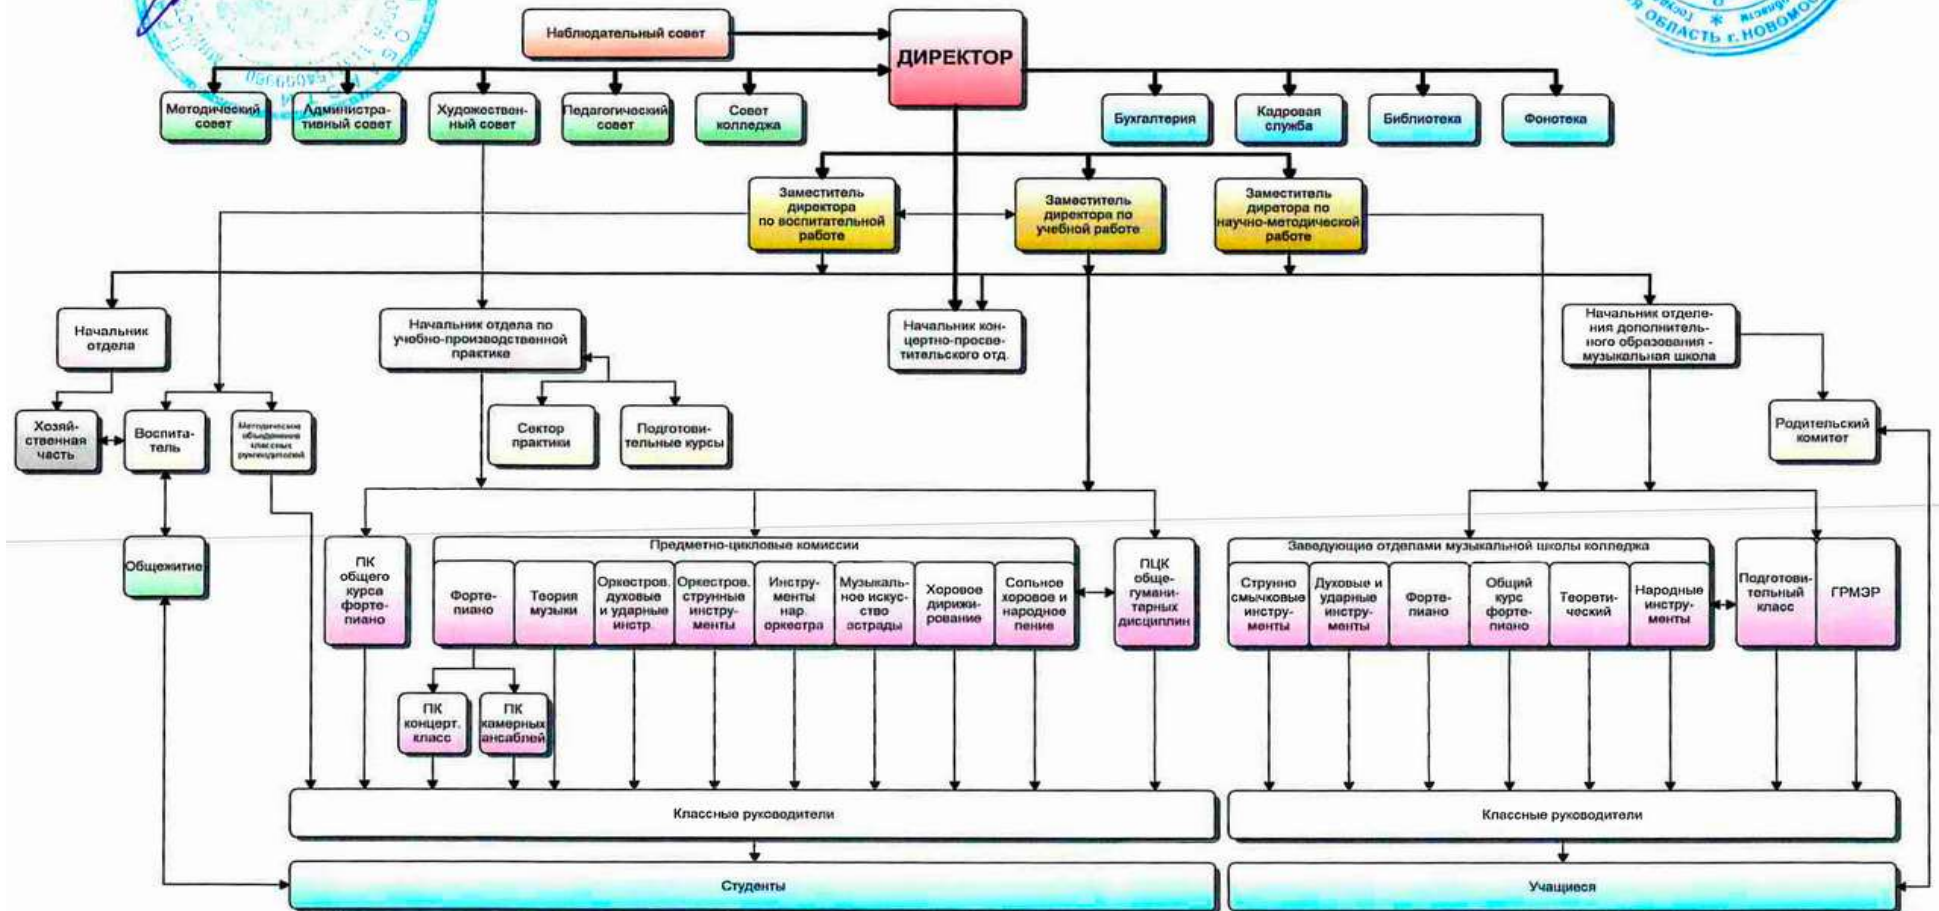 Наблюдательный совет
ДИРЕКТОР
ОБЛАСТЬ г. НОВОМОС
Методический
совет
Администра-
тивный совет
Художествен-
ный совет
Педагогический
совет
Совет
колледжа
Бухгалтерия
Кадровая
служба
Библиотека
Фонотека
Заместитель
директора
по воспитательной
работе
Заместитель
директора по
учебной работе
Заместитель
диретора по
научно-методической
работе
Начальник
отдела
Начальник отдела по
учебно-производственной
практике
Начальник кон-
цертно-просве-
тительского отд.
Начальник отделе-
ния дополнитель-
ного образования -
музыкальная школа
Хозяй-
ственная
часть
Воспита-
тель
Методическое
объединение
классных
руководителей
Сектор
практики
Подготови-
тельные курсы
Родительский
комитет
Общежитие
ПК
общего
курса
форте-
пиано
Предметно-цикловые комиссии
Форте-
пиано
Теория
музыки
Оркестров.
духовые
и ударные
инстр.
Оркестров.
струнные
инстру-
менты
Инстру-
менты
нар.
оркестра
Музыкаль-
ное искус-
ство
эстрады
Хоровое
дирижи-
рование
Сольное
хоровое и
народное
пение
ПЦК
обще-
гумани-
тарных
дисциплин
Заведующие отделами музыкальной школы колледжа
Струнно
смычковые
инстру-
менты
Духовые и
ударные
инстру-
менты
Форте-
пиано
Общий
курс
форте-
пиано
Теорети-
ческий
Народные
инстру-
менты
Подготови-
тельный
класс
ГРМЭР
ПК
концерт.
класс
ПК
камерных
ансаблей
Классные руководители
Классные руководители
Студенты
Учащиеся